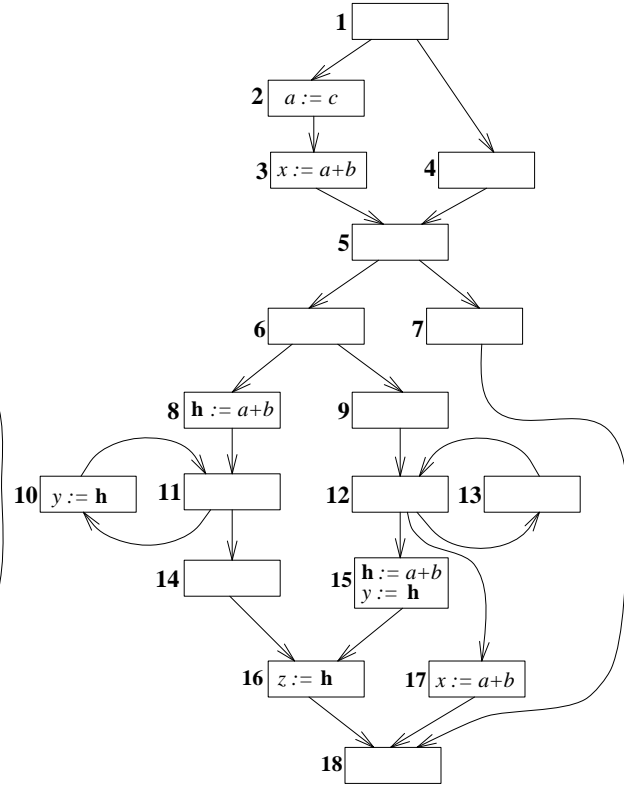 1
2 a := c
3 x := a+b 4
5
6 7
8 h := a+b 9
10 y := h 11 12 13
14 15 h := a+b
y := h
16 z := h 17 x := a+b
18